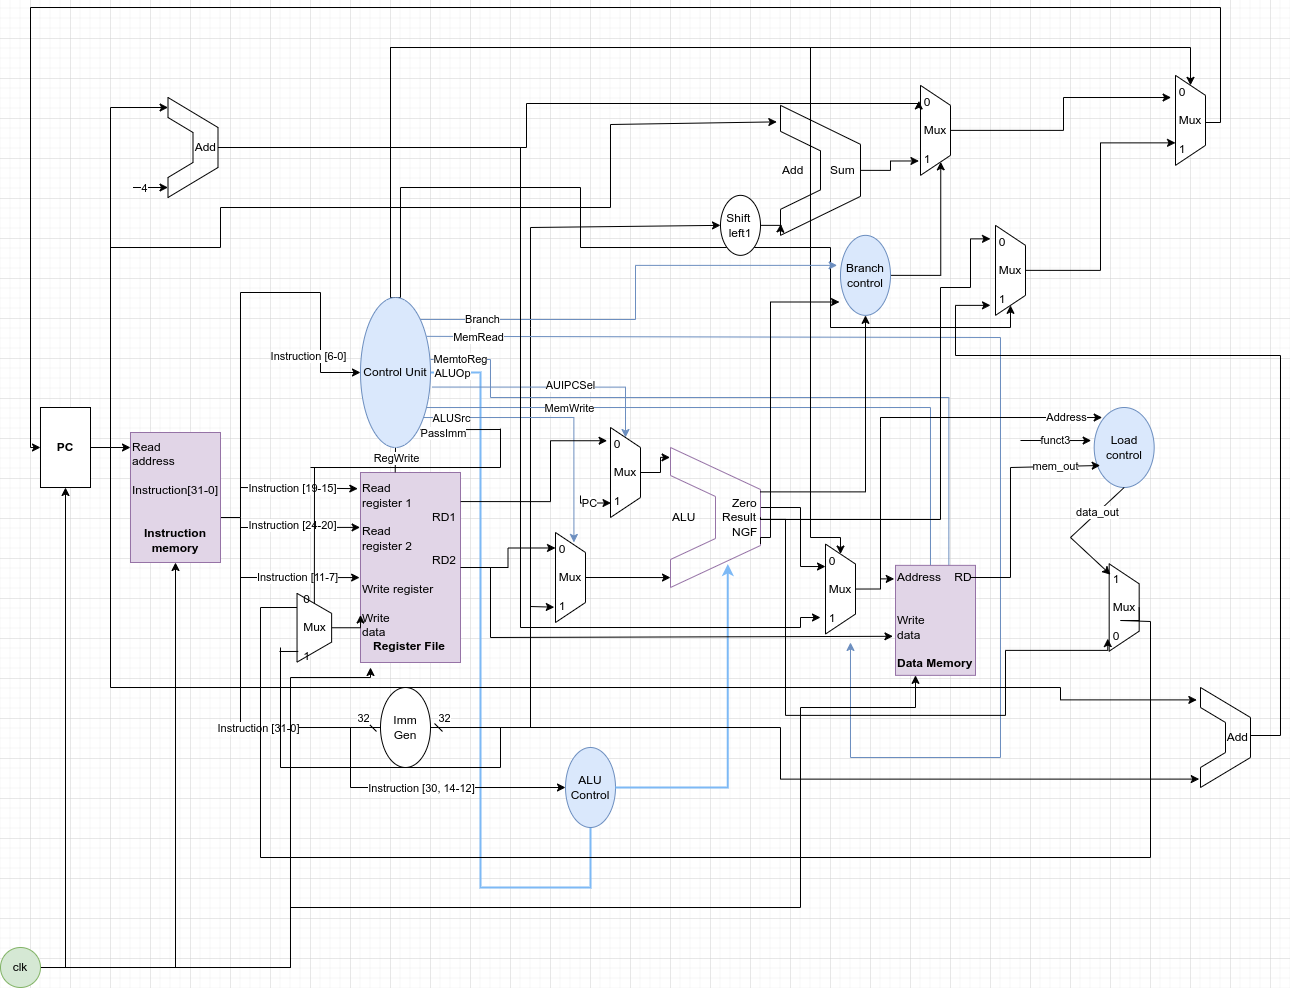 0
Mux
1
0
Mux
1
Add
4
Add
Sum
Shift
left1
0
Mux
1
Branch
control
Instruction [6-0]
Control Unit
Branch
MemRead
MemtoReg
ALUOp
AUIPCSel
MemWrite
ALUSrc
PassImm
RegWrite
PC
Read
address
Instruction[31-0]
Instruction
memory
Instruction [19-15]
Instruction [24-20]
Instruction [11-7]
Read
register 1
RD1
Read
register 2
RD2
Write register
Write
data
Register File
0
Mux
1
0
Mux
1
PC
0
Mux
1
ALU
Zero
Result
NGF
0
Mux
1
Address
RD
Write
data
Data Memory
Address
funct3
mem_out
Load
control
data_out
1
Mux
0
Instruction [31-0]
32
Imm
Gen
32
Instruction [30, 14-12]
ALU
Control
Add
clk